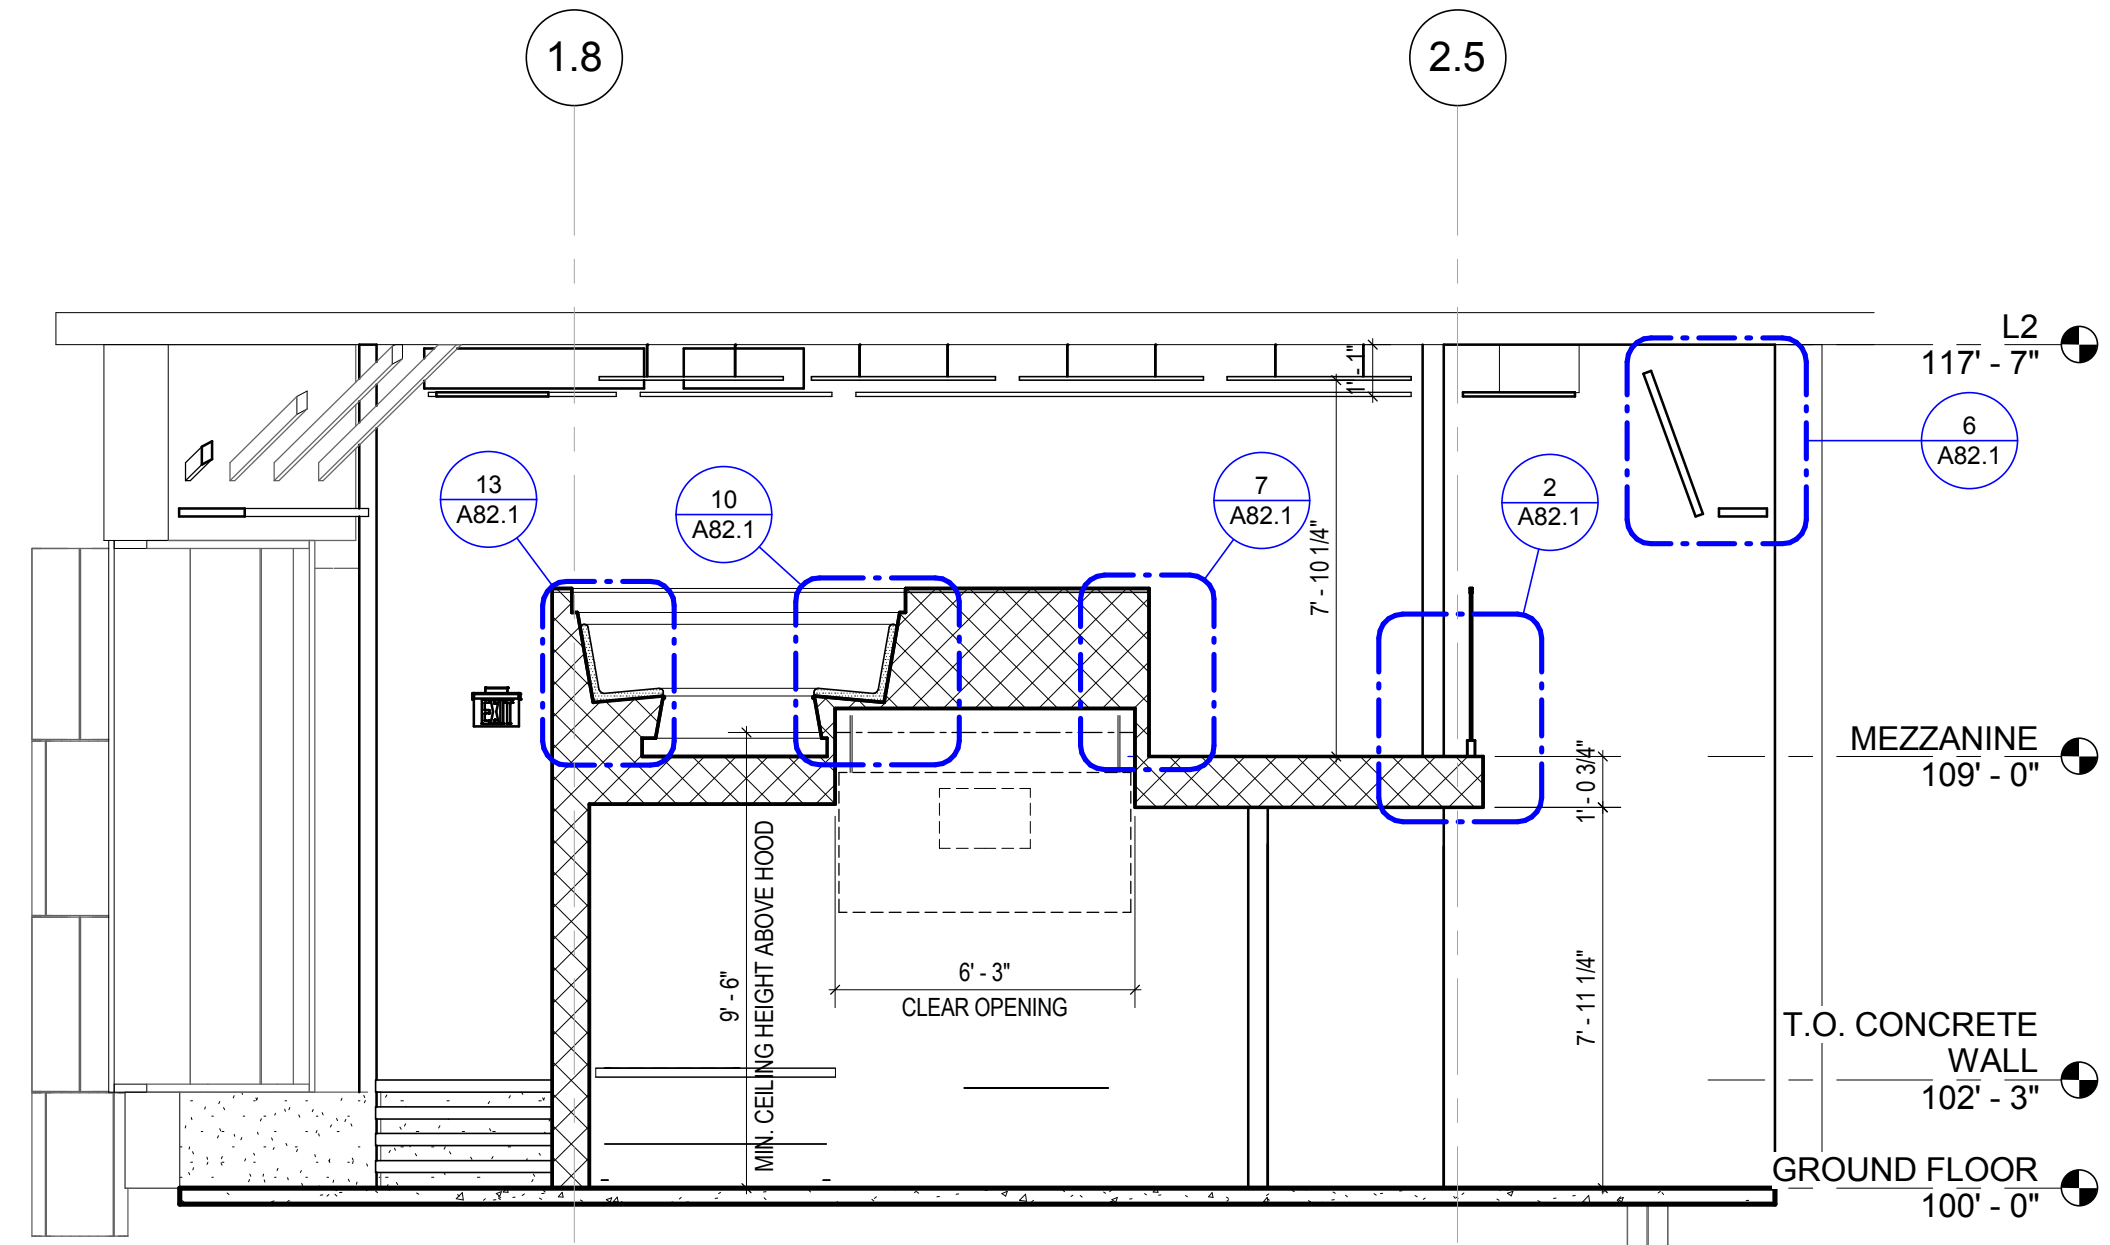 1.8
2.5
L2
117' - 7"
1' - 1"
6
A82.1
13
A82.1
10
A82.1
7
A82.1
2
A82.1
7' - 10 1/4"
EXIT
MEZZANINE
109' - 0"
1' - 0 3/4"
9' - 6"
MIN. CEILING HEIGHT ABOVE HOOD
6' - 3"
CLEAR OPENING
7' - 11 1/4"
T.O. CONCRETE
WALL
102' - 3"
GROUND FLOOR
100' - 0"